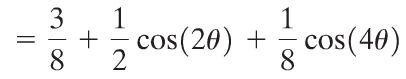 = 3/8 + 1/2 cos(2θ) + 1/8 cos(4θ)